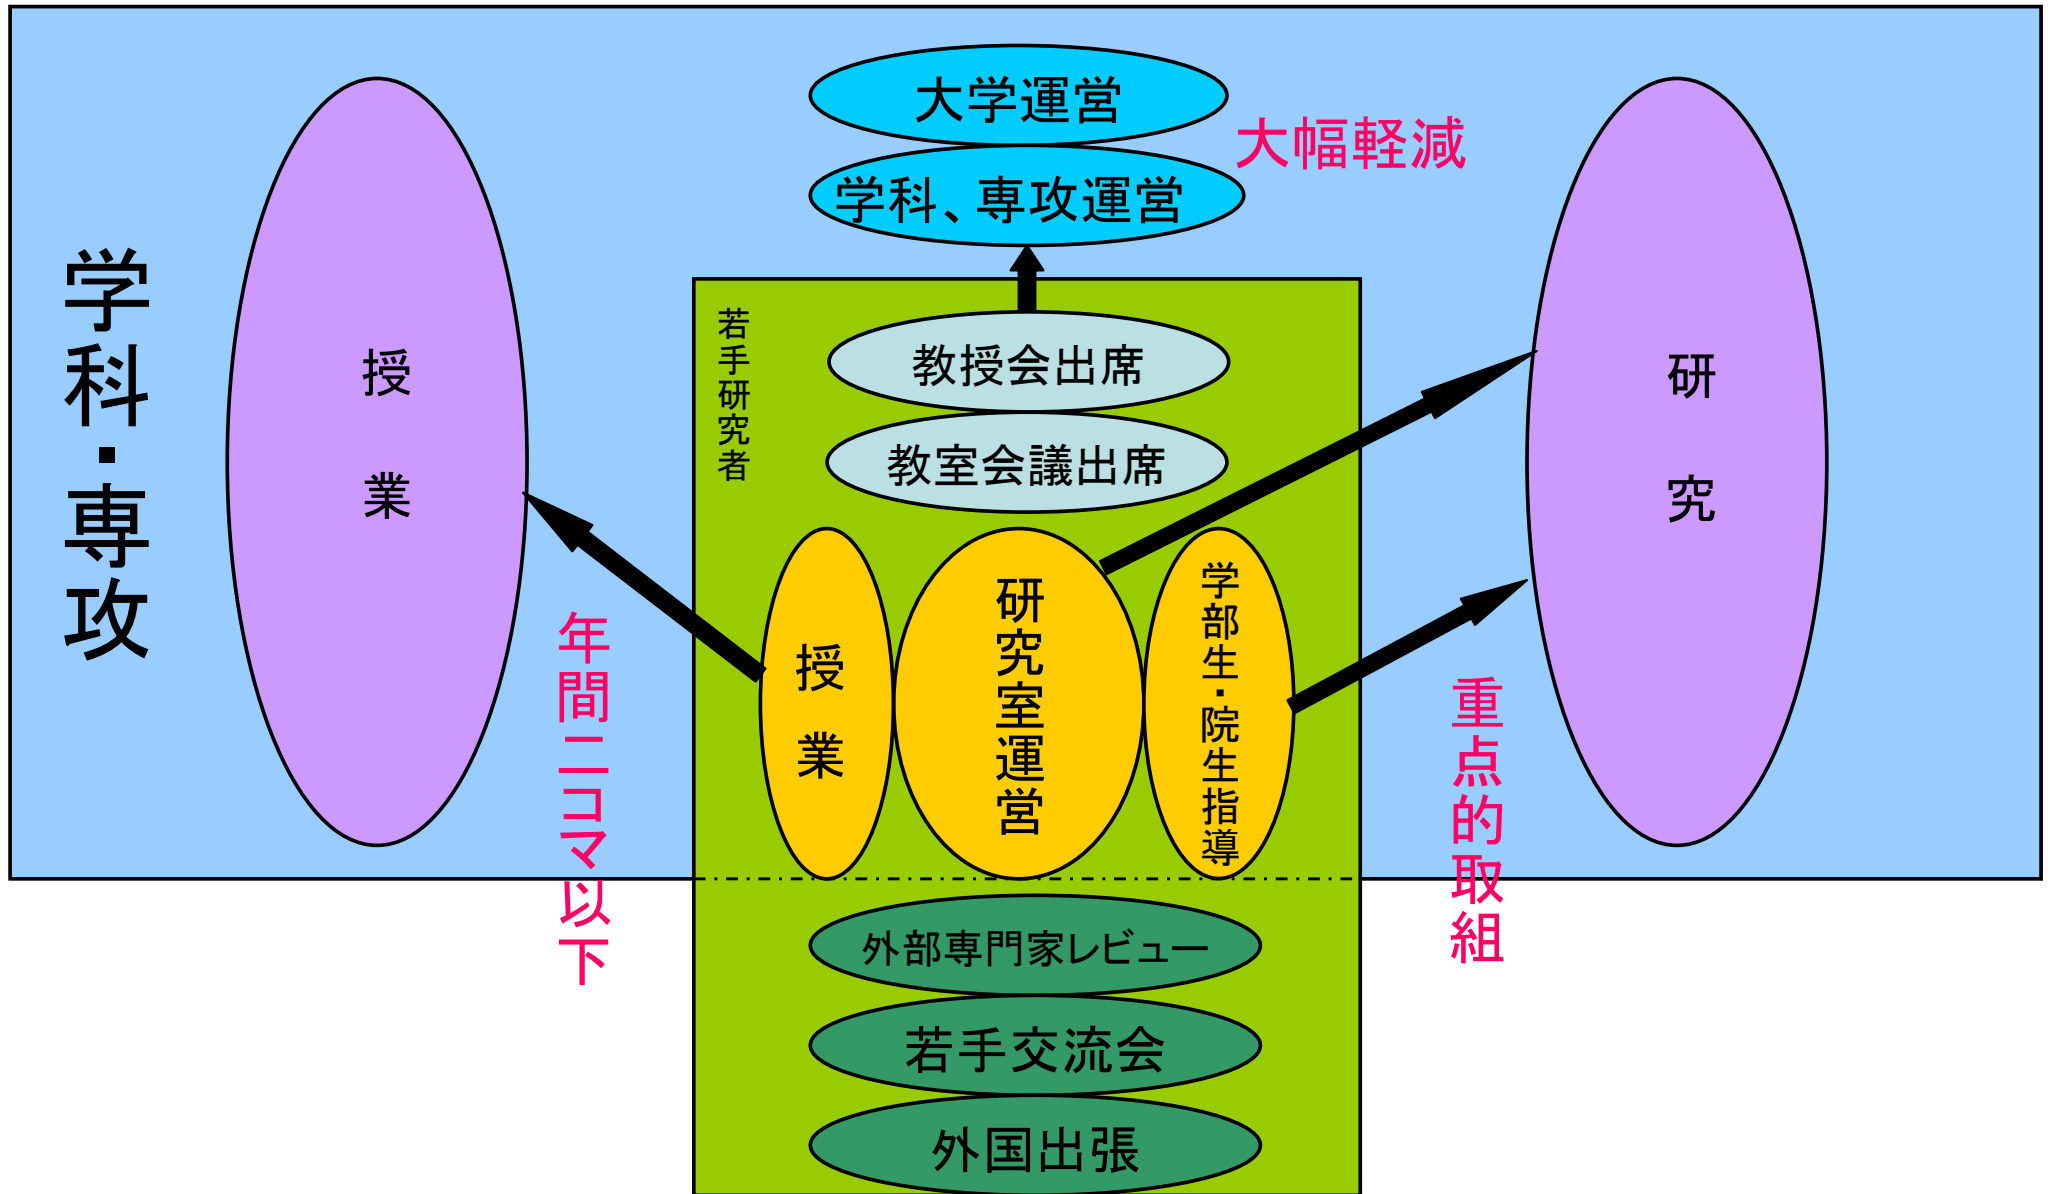 学科・専攻
授業
大学運営
学科、専攻運営
大幅軽減
研究
若手研究者
教授会出席
教室会議出席
授業
研究室運営
学部生・院生指導
年間二コマ以下
重点的取組
外部専門家レビュー
若手交流会
外国出張